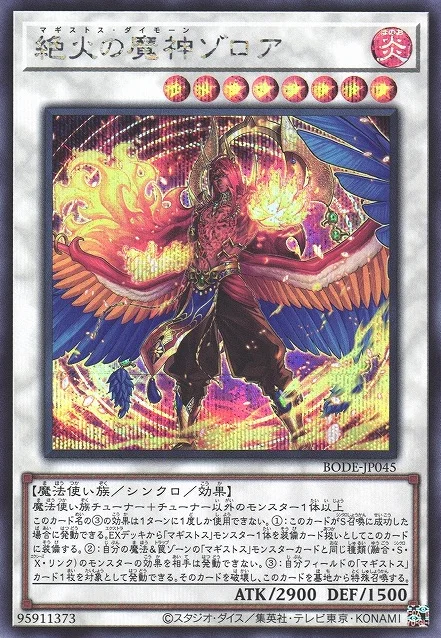 マギストス・ダイモーン
絶火の魔神ゾロア
ほのお
炎
BODE-JP045
【魔法使い族／シンクロ／効果】
魔法使い族チューナー＋チューナー以外のモンスター1体以上
このカード名の③の効果は1ターンに1度しか使用できない。①：このカードがS召喚に成功した
場合に発動できる。EXデッキから「マギストス」モンスター1体を装備カード扱いとしてこのカード
に装備する。②：自分の魔法&罠ゾーンの「マギストス」モンスターカードと同じ種類（融合・S・
X・リンク）のモンスターの効果を相手は発動できない。③：自分フィールドの「マギストス」
カード1枚を対象として発動できる。そのカードを破壊し、このカードを墓地から特殊召喚する。
ATK/2900 DEF/1500
95911373
©スタジオ・ダイス/集英社・テレビ東京・KONAMI